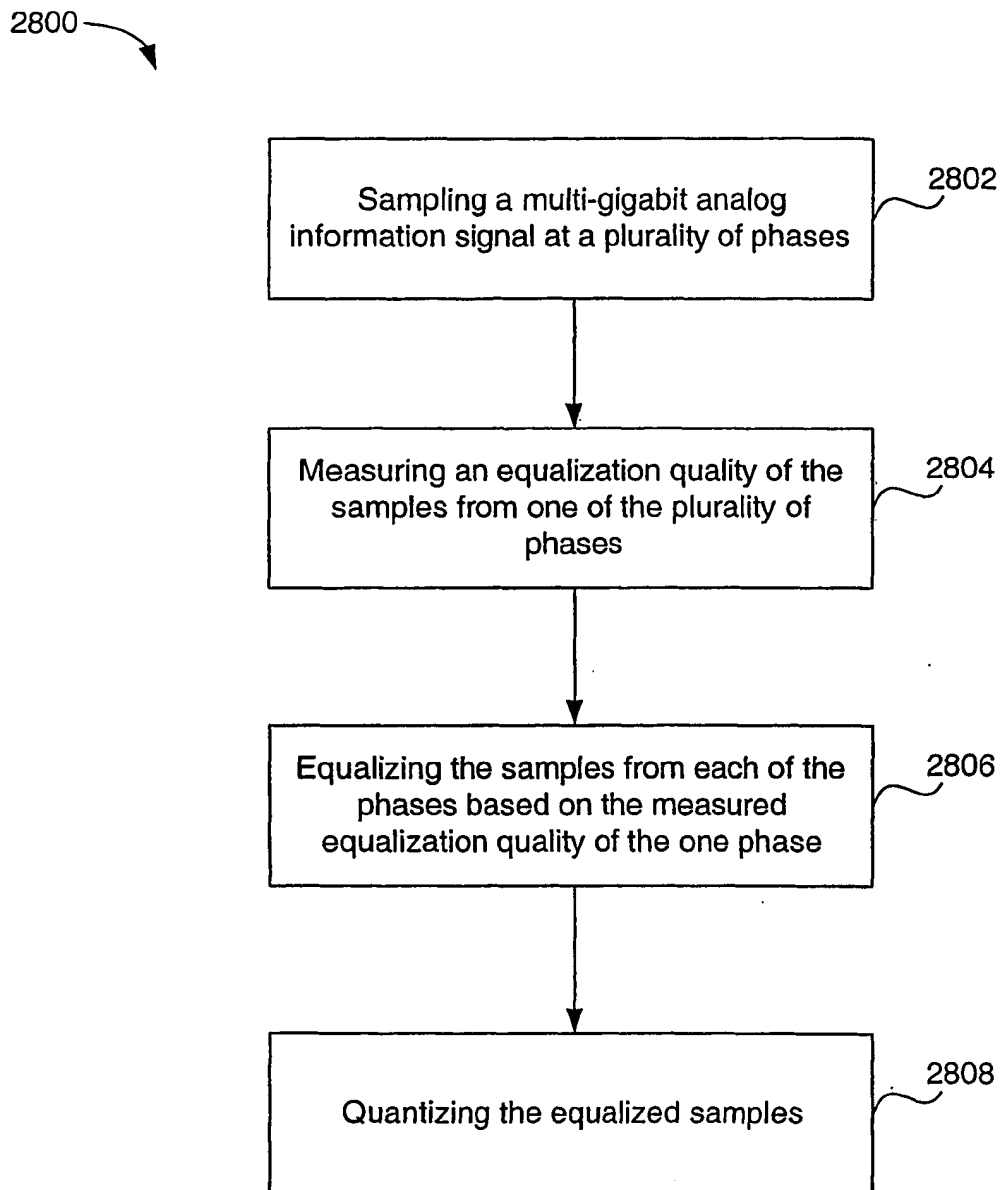 2800
Sampling a multi-gigabit analog
information signal at a plurality of phases
2802
Measuring an equalization quality of the
samples from one of the plurality of
phases
2804
Equalizing the samples from each of the
phases based on the measured
equalization quality of the one phase
2806
Quantizing the equalized samples
2808